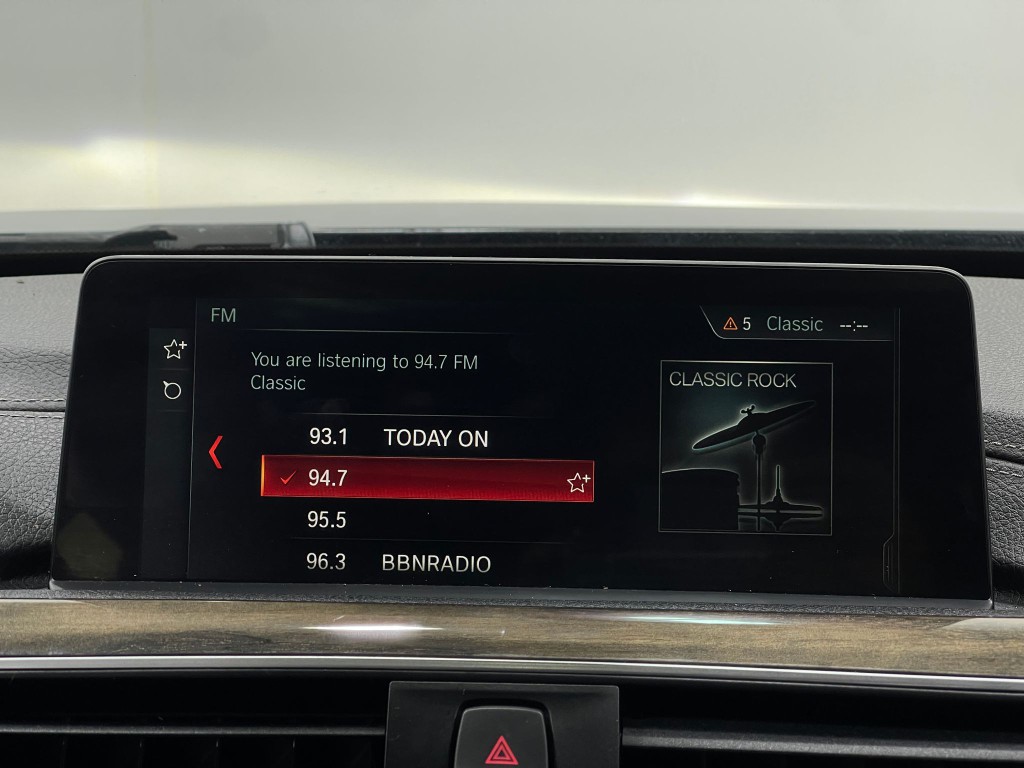 FM
5 Classic --:--
You are listening to 94.7 FM
Classic
93.1 TODAY ON
94.7
95.5
96.3 BBNRADIO
CLASSIC ROCK